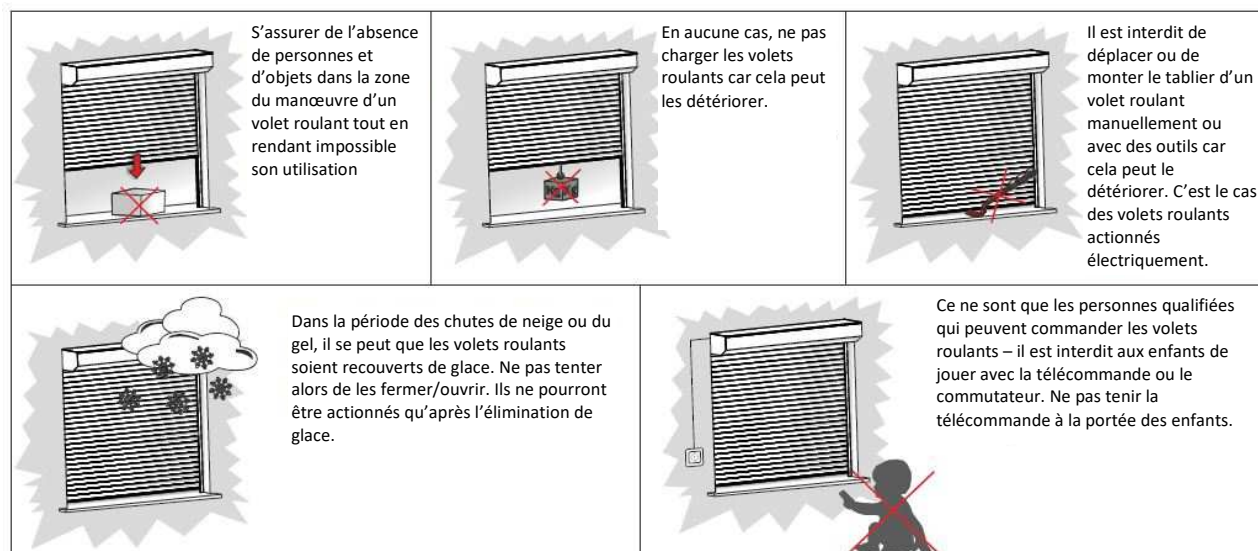 S’assurer de l’absence
de personnes et
d’objets dans la zone
du manœuvre d’un
volet roulant tout en
rendant impossible
son utilisation
En aucune cas, ne pas
charger les volets
roulants car cela peut
les détériorer.
Il est interdit de
déplacer ou de
monter le tablier d’un
volet roulant
manuellement ou
avec des outils car
cela peut le
détériorer. C’est le cas
des volets roulants
actionnés
électriquement.
Dans la période des chutes de neige ou du
gel, il se peut que les volets roulants
soient recouverts de glace. Ne pas tenter
alors de les fermer/ouvrir. Ils ne pourront
être actionnés qu’après l’élimination de
glace.
Ce ne sont que les personnes qualifiées
qui peuvent commander les volets
roulants – il est interdit aux enfants de
jouer avec la télécommande ou le
commutateur. Ne pas tenir la
télécommande à la portée des enfants.